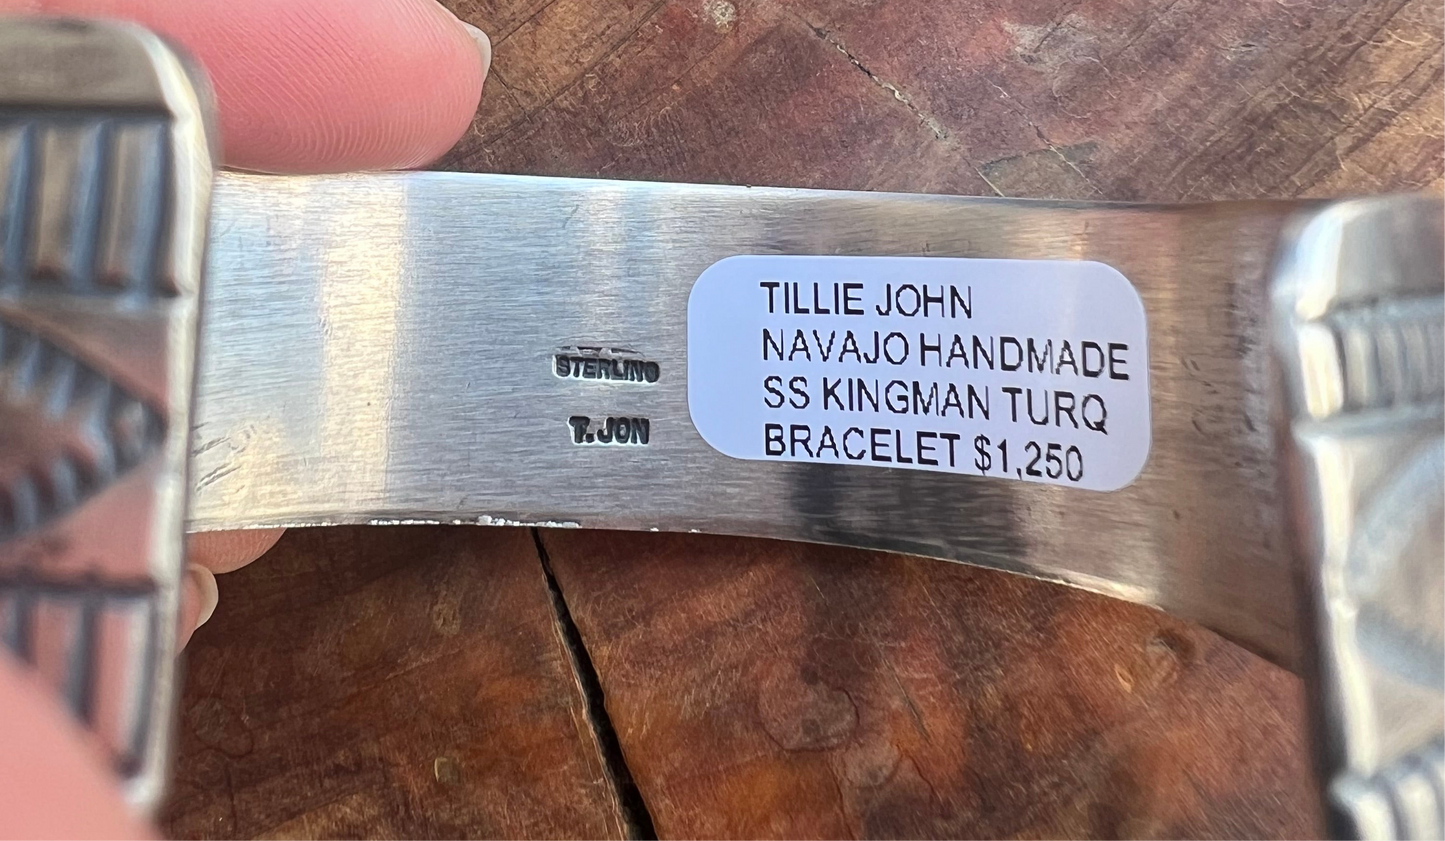 STERLING
T. JON
TILLIE JOHN
NAVAJO HANDMADE
SS KINGMAN TURQ
BRACELET $1,250